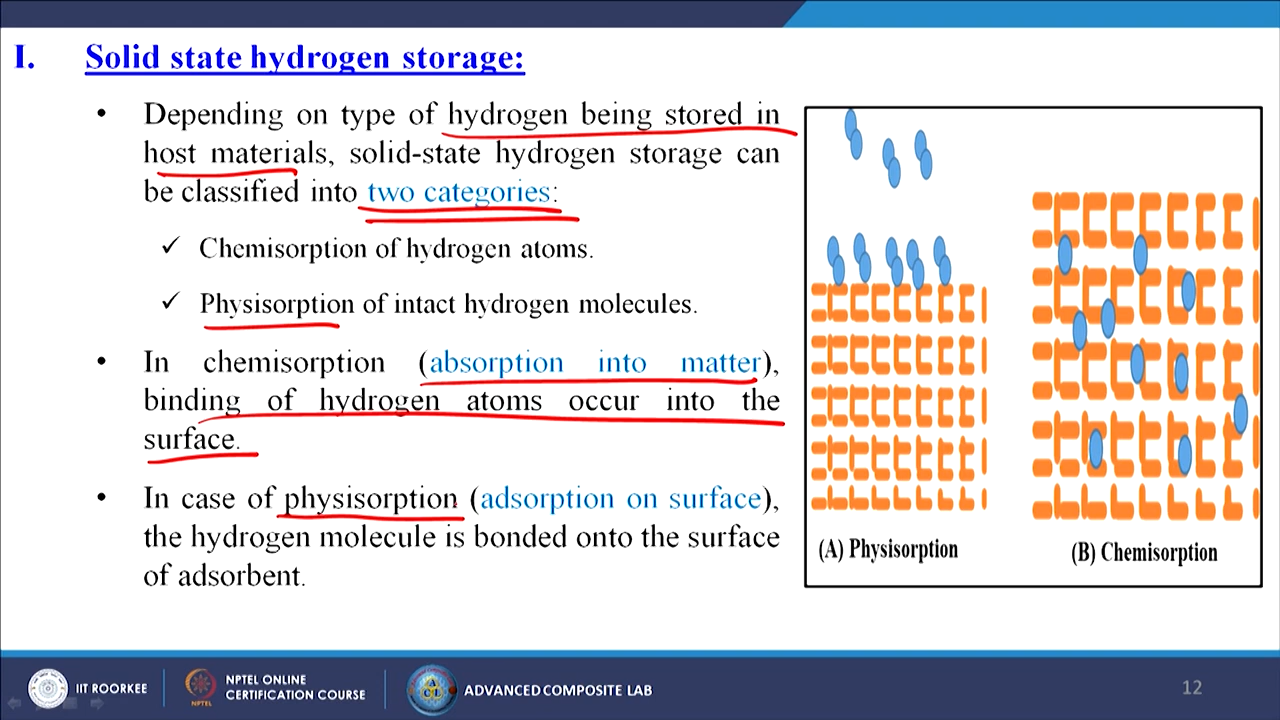 I. Solid state hydrogen storage:
• Depending on type of hydrogen being stored in
host materials, solid-state hydrogen storage can
be classified into two categories:
✓ Chemisorption of hydrogen atoms.
✓ Physisorption of intact hydrogen molecules.
• In chemisorption (absorption into matter),
binding of hydrogen atoms occur into the
surface.
• In case of physisorption (adsorption on surface),
the hydrogen molecule is bonded onto the surface
of adsorbent.
(A) Physisorption
(B) Chemisorption
IIT ROORKEE
NPTEL
NPTEL ONLINE
CERTIFICATION COURSE
ADVANCED COMPOSITE LAB
12